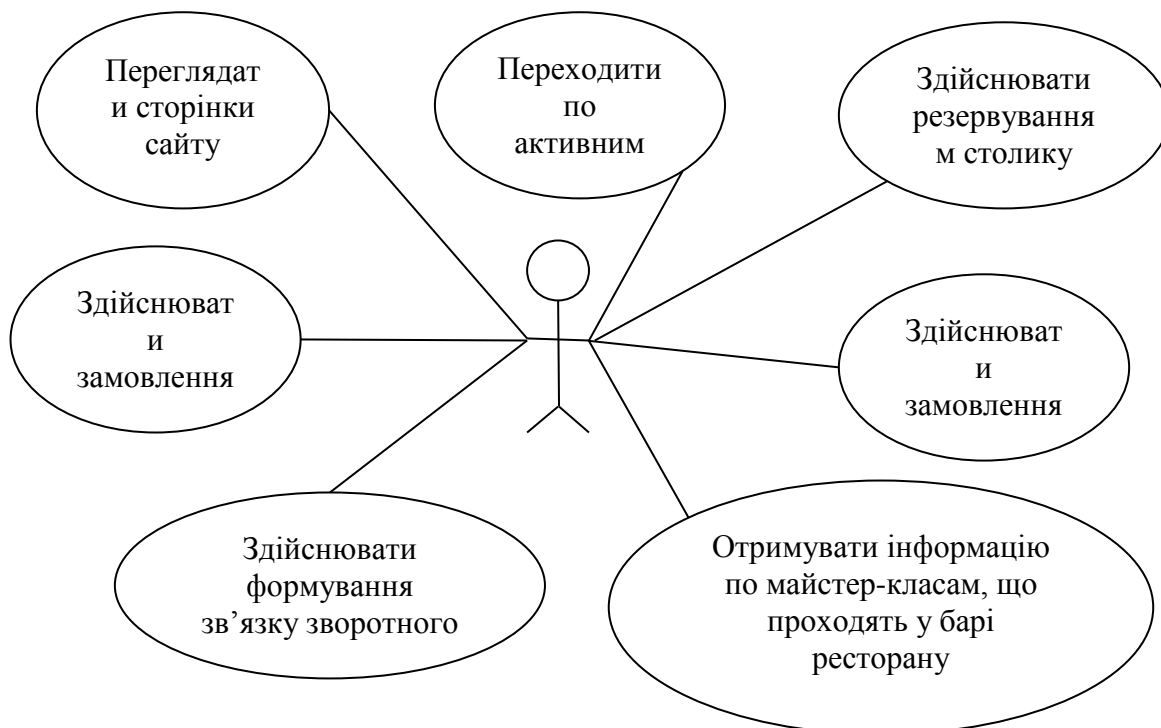 Переглядат
и сторінки
сайту
Переходити
по
активним
Здійснювати
резервування
м столику
Здійснюват
и
замовлення
Здійснюват
и
замовлення
Здійснювати
формування
зв’язку зворотного
Отримувати інформацію
по майстер-класам, що
проходять у барі
ресторану